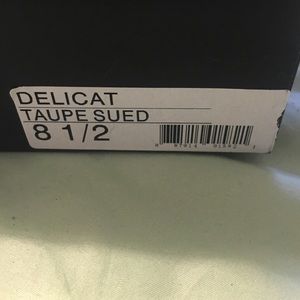 DELICAT
TAUPE SUED
8 1/2